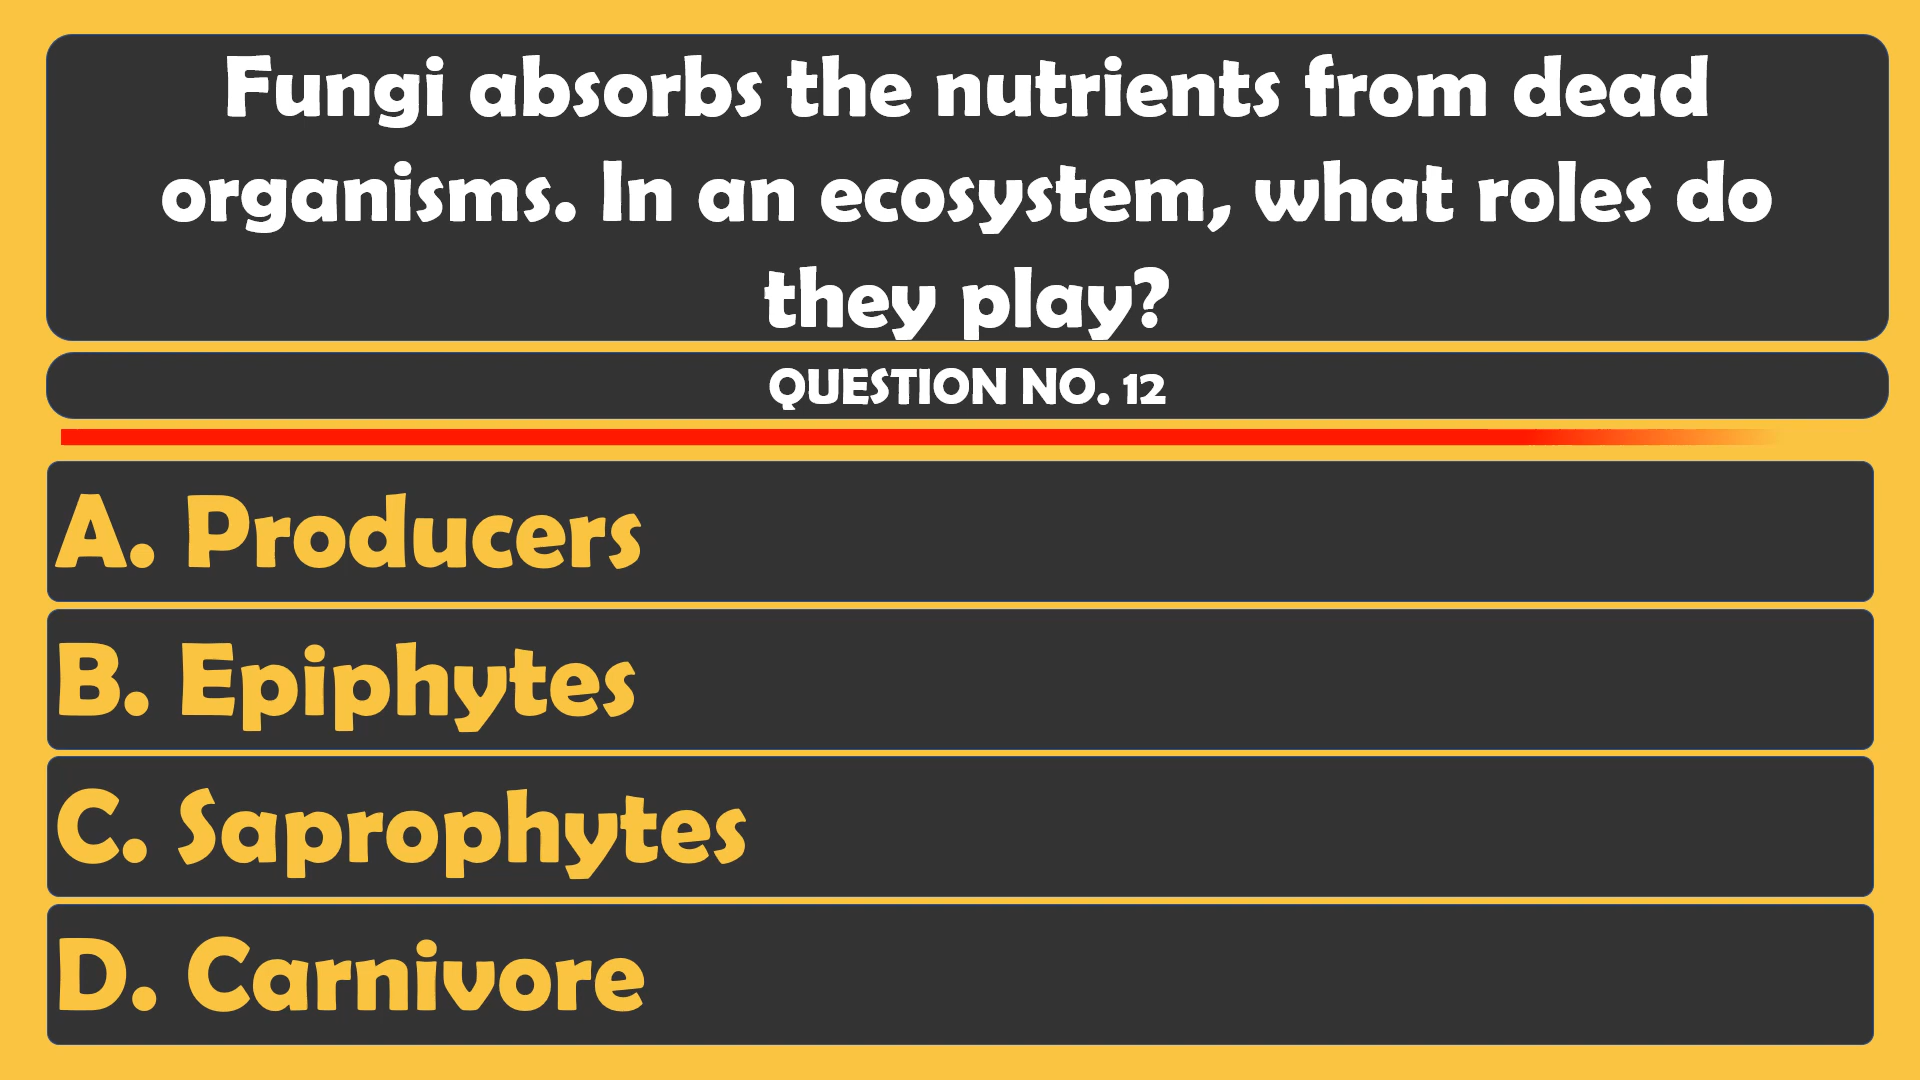 Fungi absorbs the nutrients from dead
organisms. In an ecosystem, what roles do
they play?
QUESTION NO. 12
A. Producers
B. Epiphytes
C. Saprophytes
D. Carnivore